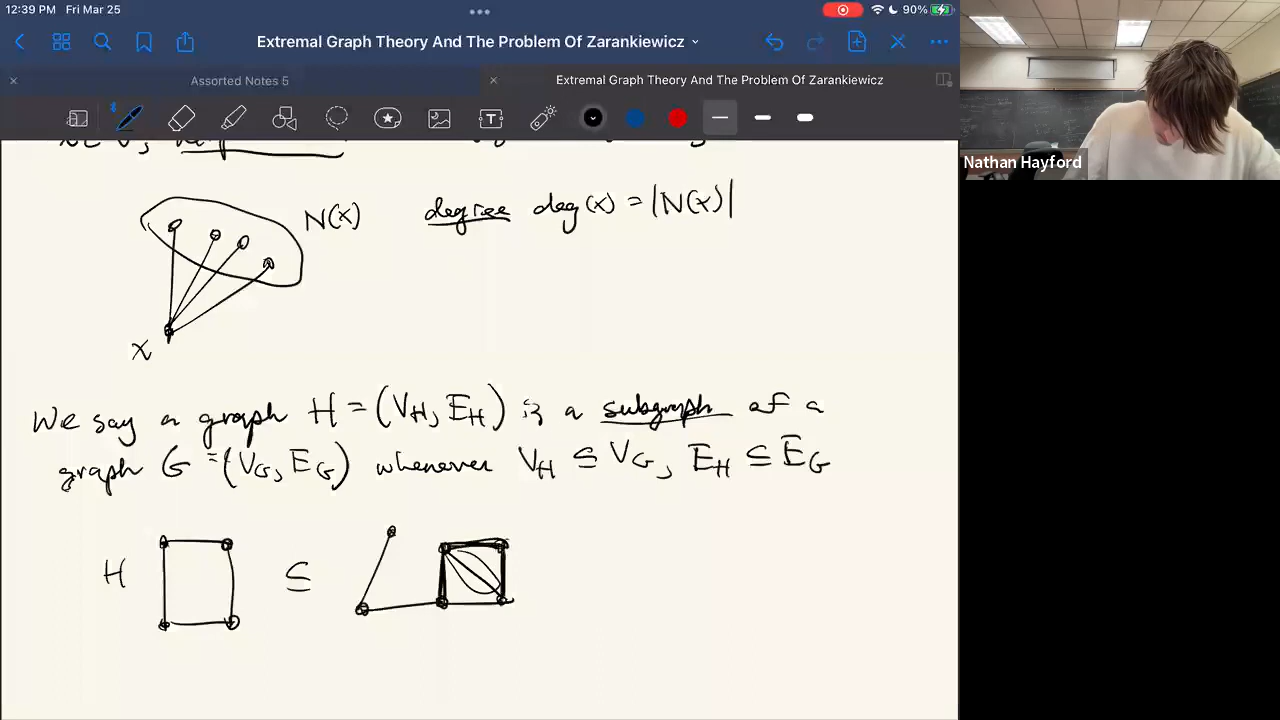 12:39 PM Fri Mar 25
90%
Extremal Graph Theory And The Problem Of Zarankiewicz
Assorted Notes 5
Extremal Graph Theory And The Problem Of Zarankiewicz
Nathan Hayford
N(x)
degree deg(x) = |N(x)|
x
We say a graph H = (V_H, E_H) is a subgraph of a
graph G = (V_G, E_G) whenever V_H ⊆ V_G, E_H ⊆ E_G
H ⊆